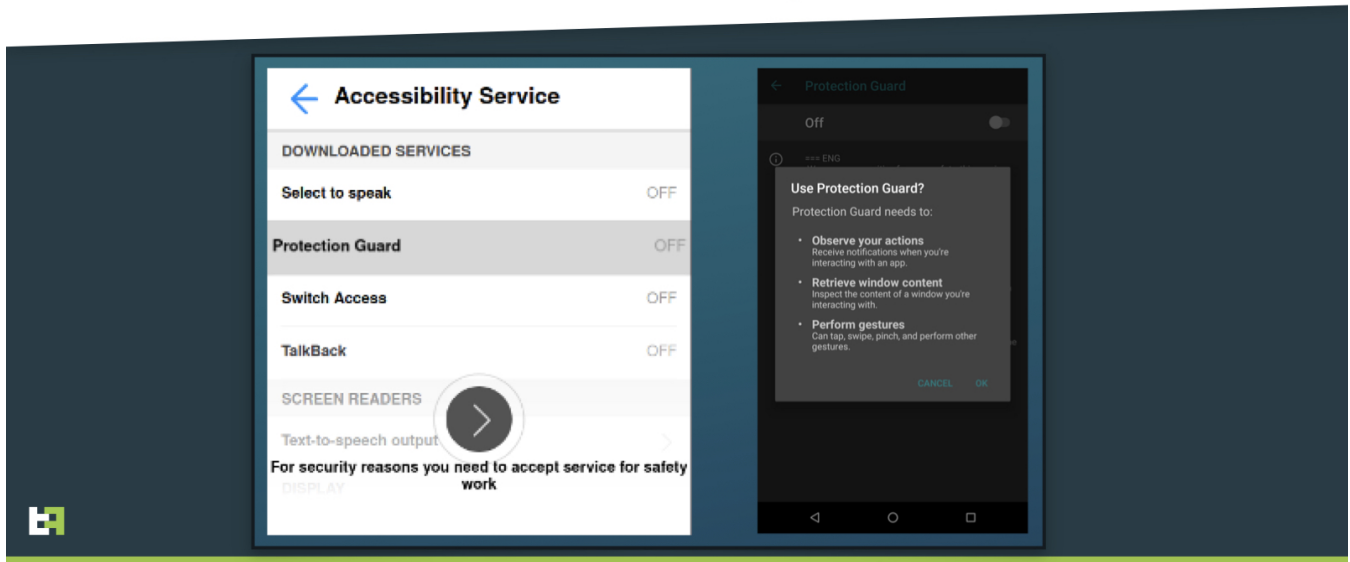 Accessibility Service
DOWNLOADED SERVICES
Select to speak OFF
Protection Guard OFF
Switch Access OFF
TalkBack OFF
SCREEN READERS
Text-to-speech output
For security reasons you need to accept service for safety
work
DISPLAY
Protection Guard
Off
=== ENG
Use Protection Guard?
Protection Guard needs to:
• Observe your actions
Receive notifications when you're
interacting with an app.
• Retrieve window content
Inspect the content of a window you're
interacting with.
• Perform gestures
Can tap, swipe, pinch, and perform other
gestures.
CANCEL OK